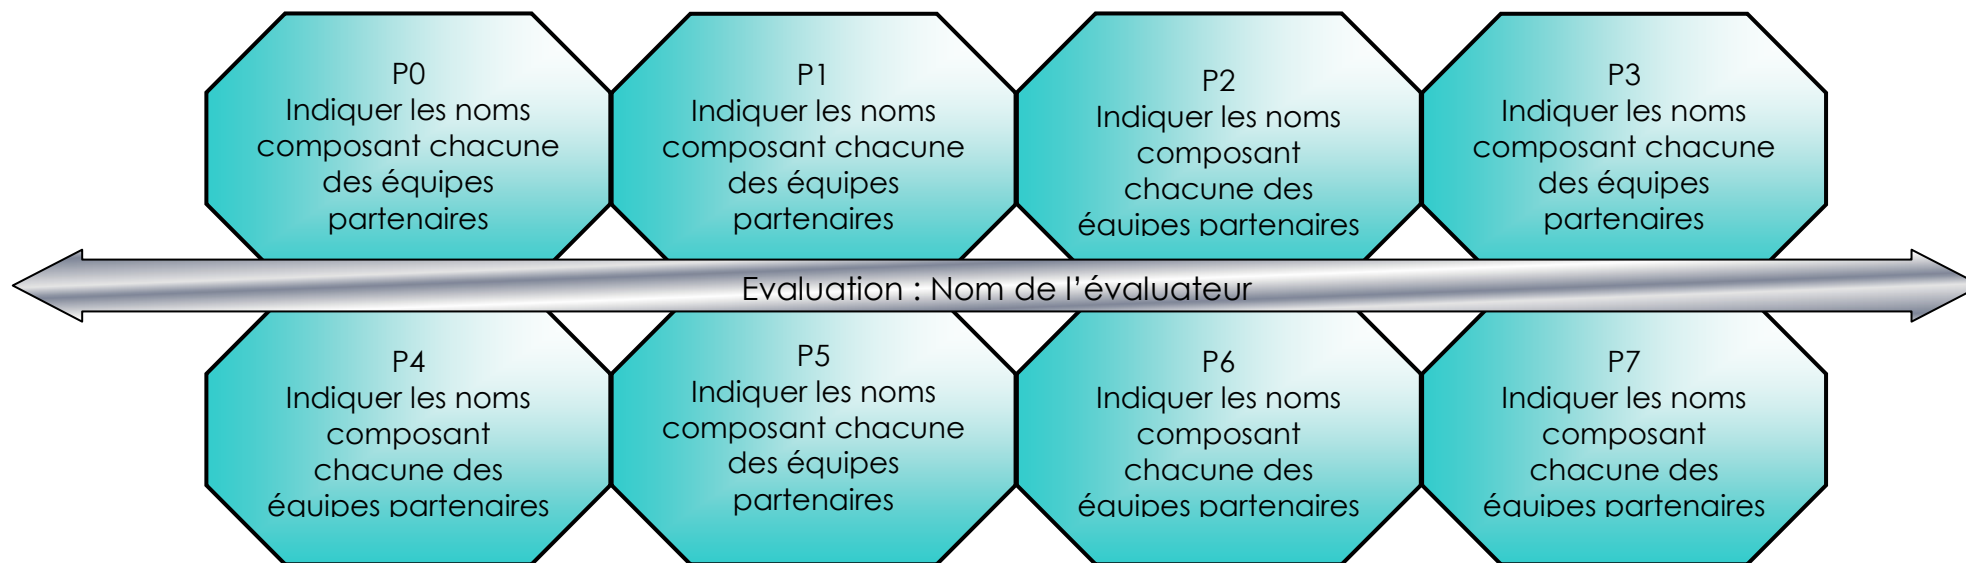 P0
Indiquer les noms
composant chacune
des équipes
partenaires
P1
Indiquer les noms
composant chacune
des équipes
partenaires
P2
Indiquer les noms
composant
chacune des
équipes partenaires
P3
Indiquer les noms
composant chacune
des équipes
partenaires
Evaluation : Nom de l’évaluateur
P4
Indiquer les noms
composant
chacune des
équipes partenaires
P5
Indiquer les noms
composant chacune
des équipes
partenaires
P6
Indiquer les noms
composant
chacune des
équipes partenaires
P7
Indiquer les noms
composant
chacune des
équipes partenaires